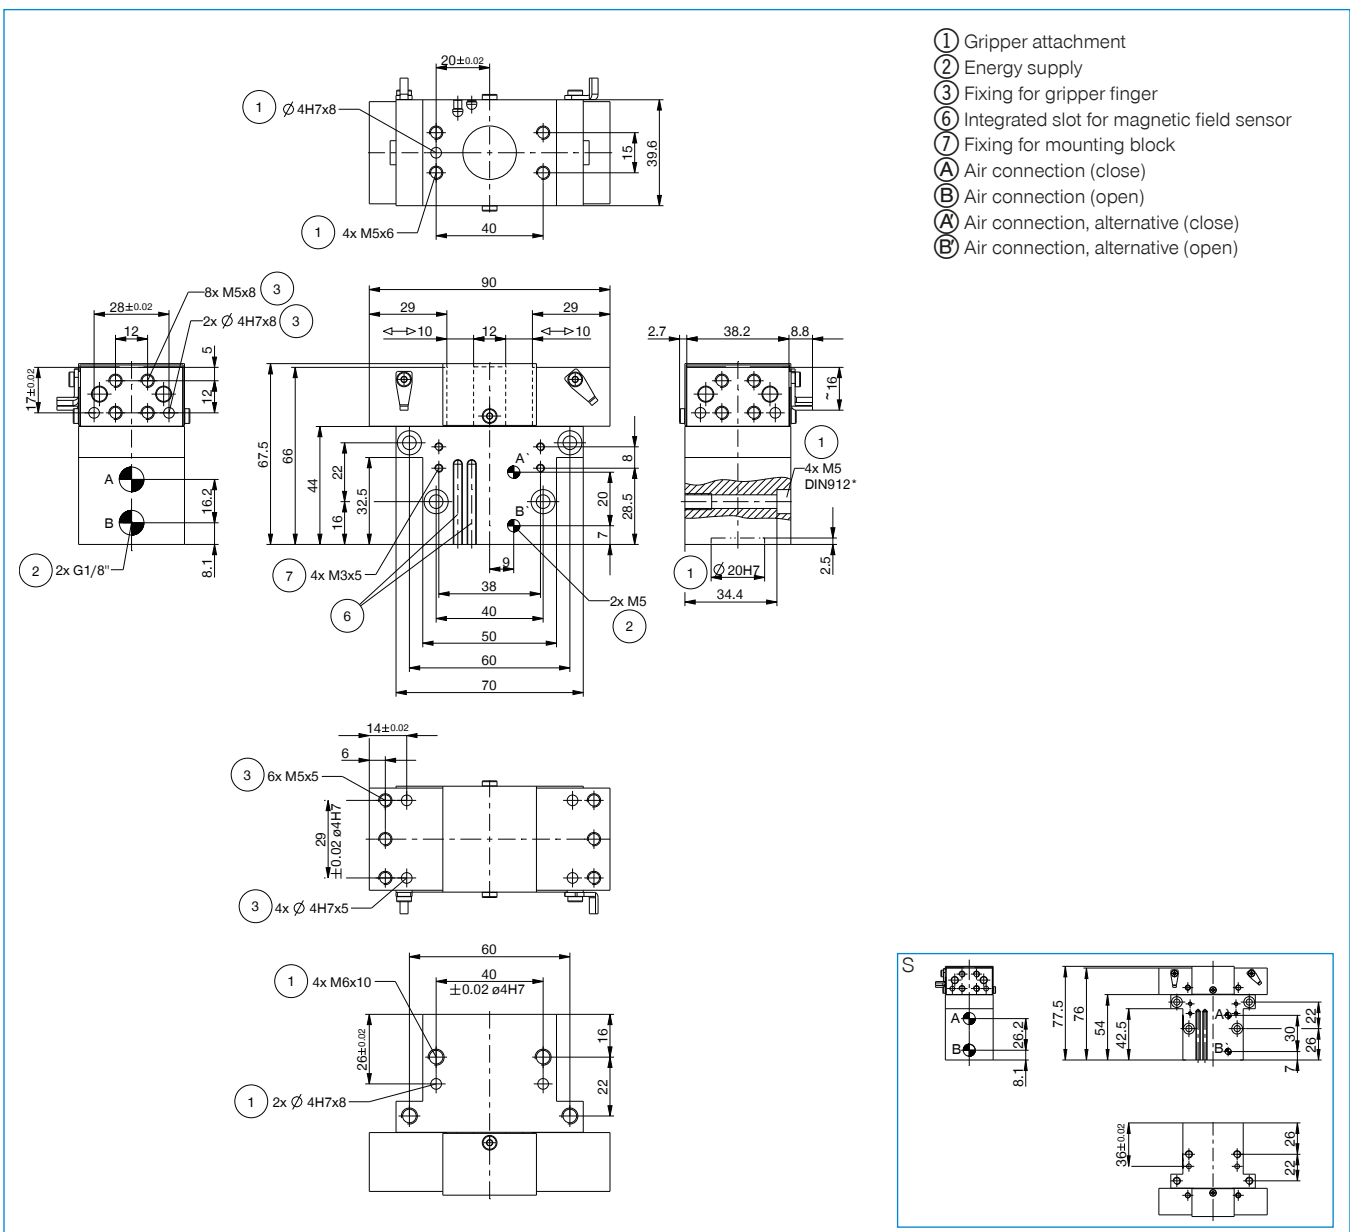 1 Gripper attachment
2 Energy supply
3 Fixing for gripper finger
6 Integrated slot for magnetic field sensor
7 Fixing for mounting block
A Air connection (close)
B Air connection (open)
A' Air connection, alternative (close)
B' Air connection, alternative (open)
20±0.02
1 Ø 4H7x8
15
39.6
1 4x M5x6
40
28±0.02
12
8x M5x8 3
2x Ø 4H7x8 3
5
17±0.02
12
A
B
16.2
8.1
2 2x G1/8"
90
29
29
10
12
10
67.5
66
44
22
32.5
16
A`
B`
8
20
28.5
7
9
7 4x M3x5
6
38
40
50
60
70
2x M5
2
2.7
38.2
8.8
~16
1
4x M5
DIN912*
1 Ø 20H7
34.4
2.5
14±0.02
6
3 6x M5x5
29
±0.02 ø4H7
3 4x Ø 4H7x5
60
40
±0.02 ø4H7
1 4x M6x10
26±0.02
16
22
1 2x Ø 4H7x8
S
A
B
26.2
8.1
77.5
76
54
42.5
A`
B`
22
30
26
7
36±0.02
26
22